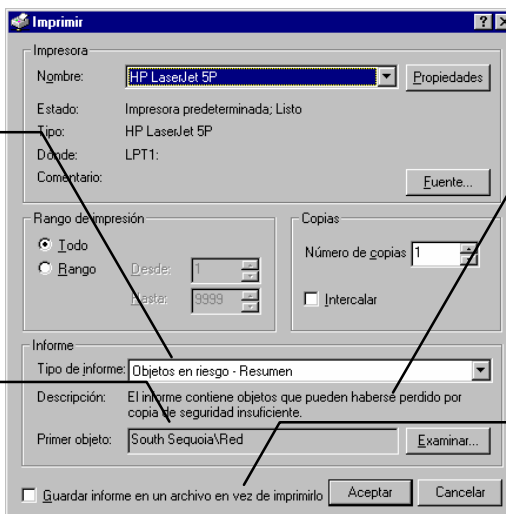 Imprimir
Impresora
Nombre: HP LaserJet 5P Propiedades
Estado: Impresora predeterminada; Listo
Tipo: HP LaserJet 5P
Dónde: LPT1:
Comentario:
Fuente...
Rango de impresión
Todo
Rango Desde: 1
Hasta: 9999
Copias
Número de copias 1
Intercalar
Informe
Tipo de informe: Objetos en riesgo - Resumen
Descripción: El informe contiene objetos que pueden haberse perdido por
copia de seguridad insuficiente.
Primer objeto: South Sequoia\Red Examinar...
Guardar informe en un archivo en vez de imprimirlo Aceptar Cancelar